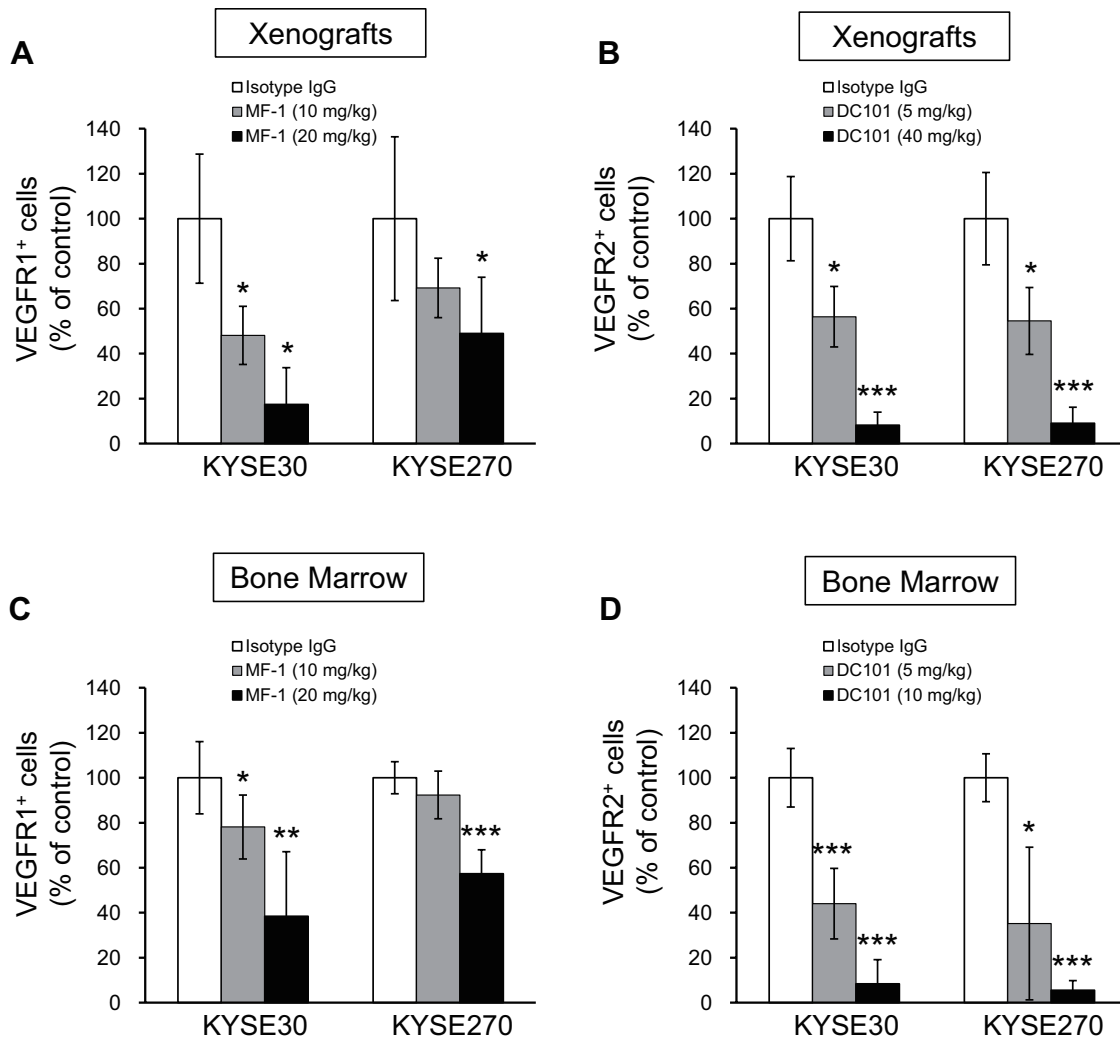 Xenografts
A
Isotype IgG
MF-1 (10 mg/kg)
MF-1 (20 mg/kg)
VEGFR1⁺ cells
(% of control)
140
120
100
80
60
40
20
0
*
*
*
KYSE30
KYSE270
Xenografts
B
Isotype IgG
DC101 (5 mg/kg)
DC101 (40 mg/kg)
VEGFR2⁺ cells
(% of control)
140
120
100
80
60
40
20
0
*
***
*
***
KYSE30
KYSE270
Bone Marrow
C
Isotype IgG
MF-1 (10 mg/kg)
MF-1 (20 mg/kg)
VEGFR1⁺ cells
(% of control)
140
120
100
80
60
40
20
0
*
**
***
KYSE30
KYSE270
Bone Marrow
D
Isotype IgG
DC101 (5 mg/kg)
DC101 (10 mg/kg)
VEGFR2⁺ cells
(% of control)
140
120
100
80
60
40
20
0
***
***
*
***
KYSE30
KYSE270